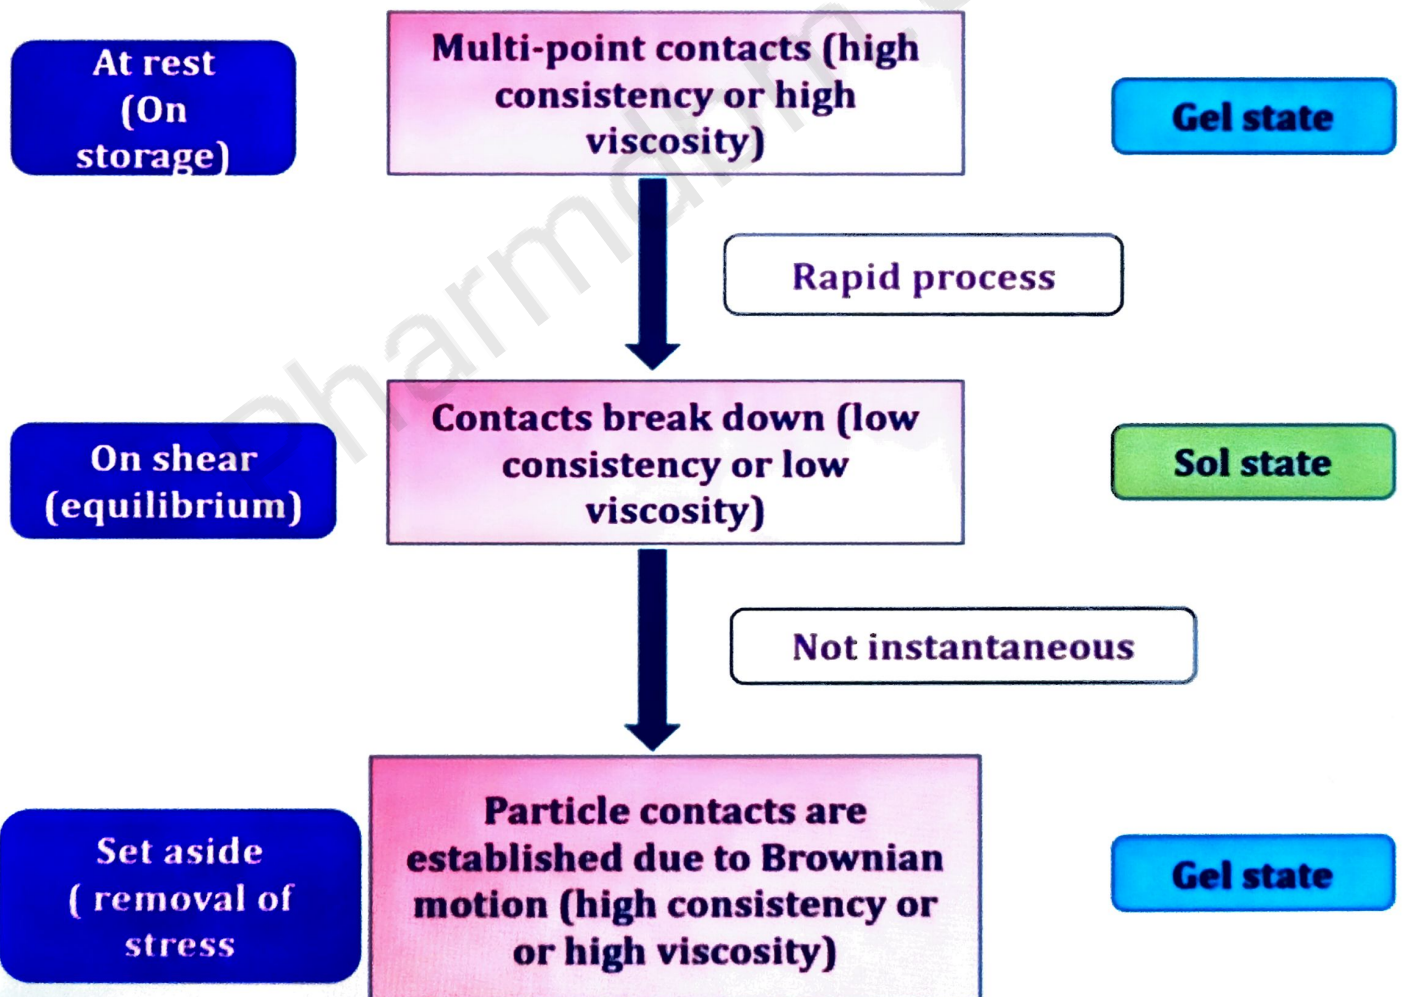 At rest
(On
storage)
Multi-point contacts (high
consistency or high
viscosity)
Gel state
Rapid process
On shear
(equilibrium)
Contacts break down (low
consistency or low
viscosity)
Sol state
Not instantaneous
Set aside
( removal of
stress
Particle contacts are
established due to Brownian
motion (high consistency or
or high viscosity)
Gel state